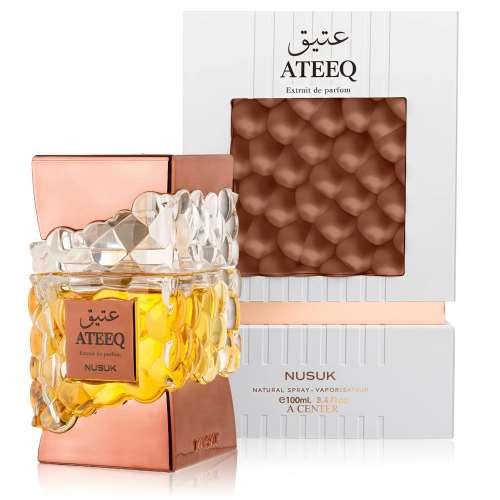 عتيق
ATEEQ
Extrait de parfum
NUSUK
NATURAL SPRAY - VAPORISATEUR
℮100ml. 3.4 fl.oz
A CENTER
عتيق
ATEEQ
Extrait de parfum
NUSUK
NUSUK